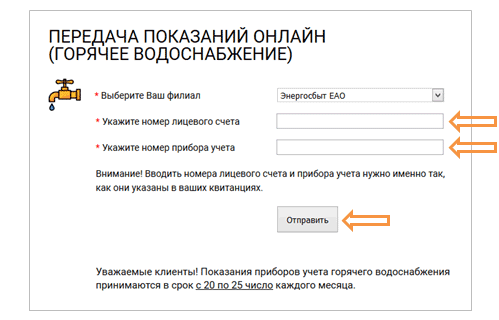 ПЕРЕДАЧА ПОКАЗАНИЙ ОНЛАЙН
(ГОРЯЧЕЕ ВОДОСНАБЖЕНИЕ)
* Выберите Ваш филиал
Энергосбыт ЕАО
* Укажите номер лицевого счета
* Укажите номер прибора учета
Внимание! Вводить номера лицевого счета и прибора учета нужно именно так,
как они указаны в ваших квитанциях.
Отправить
Уважаемые клиенты! Показания приборов учета горячего водоснабжения
принимаются в срок с 20 по 25 число каждого месяца.